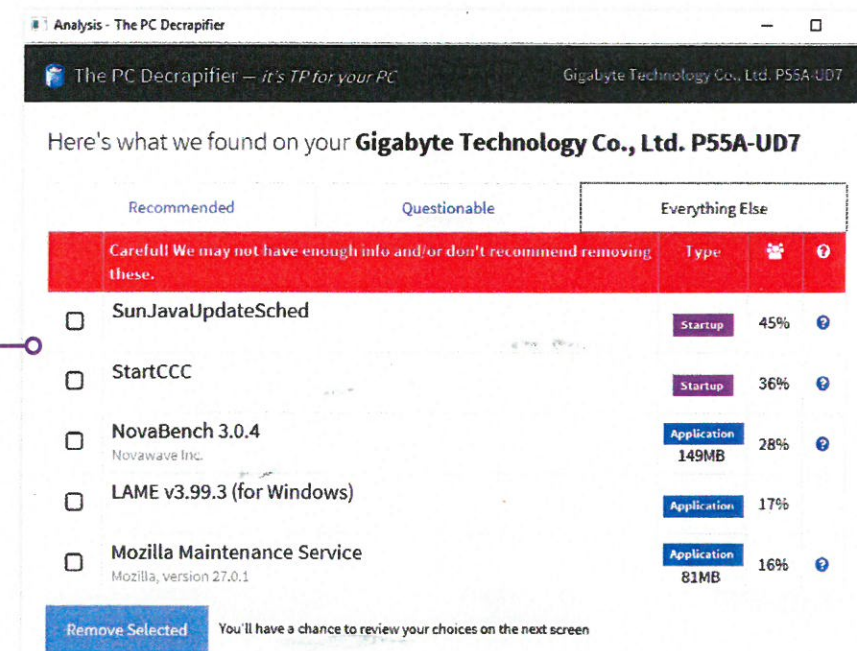 Analysis - The PC Decrapifier
The PC Decrapifier — it's TP for your PC
Gigabyte Technology Co., Ltd. P55A-UD7
Here's what we found on your Gigabyte Technology Co., Ltd. P55A-UD7
Recommended Questionable Everything Else
Careful! We may not have enough info and/or don't recommend removing Type
these.
SunJavaUpdateSched
Startup 45%
StartCCC
Startup 36%
NovaBench 3.0.4
Novawave Inc.
Application 28%
149MB
LAME v3.99.3 (for Windows)
Application 17%
Mozilla Maintenance Service
Mozilla, version 27.0.1
Application 16%
81MB
Remove Selected You'll have a chance to review your choices on the next screen